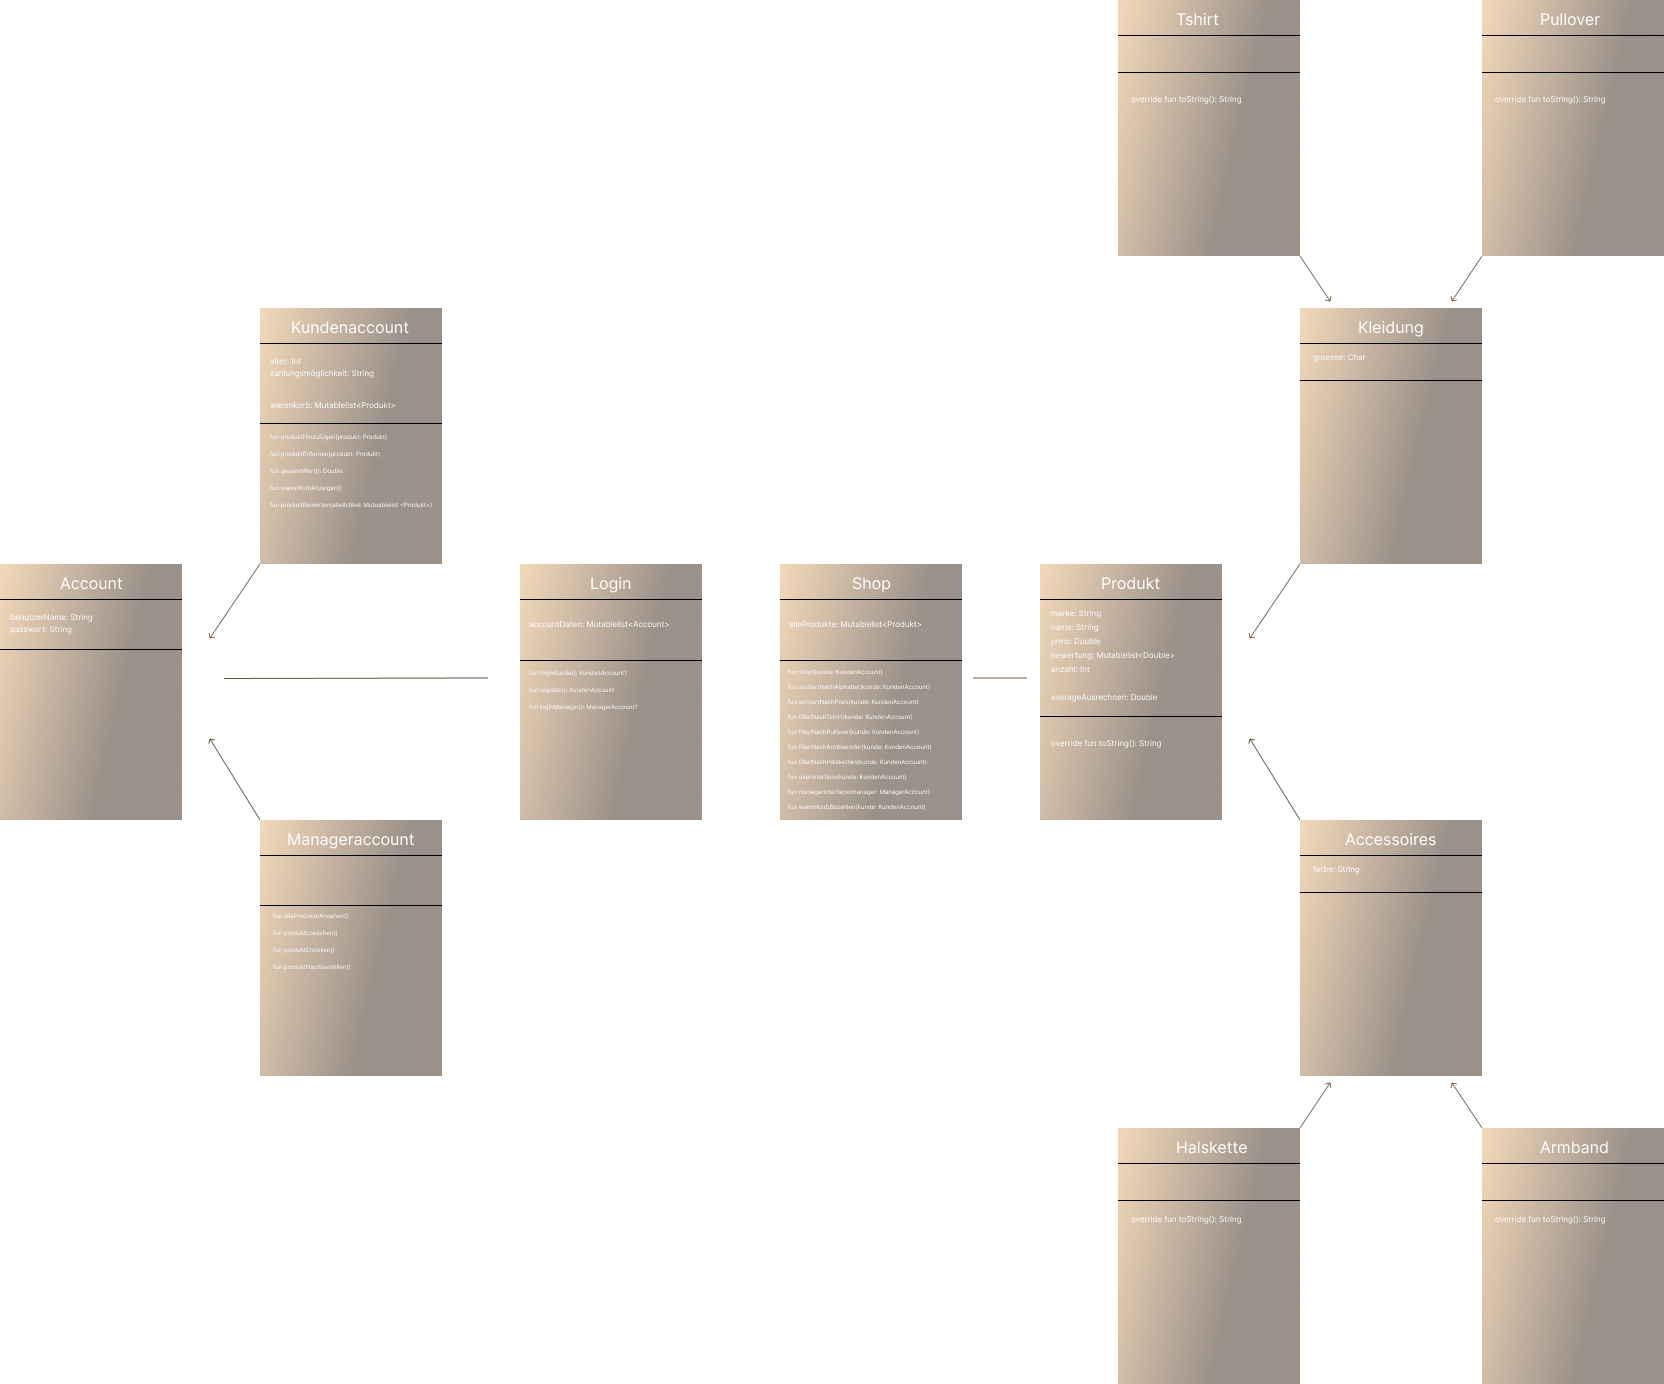 Tshirt
override fun toString(): String
Pullover
override fun toString(): String
Kundenaccount
alter: Int
zahlungsmöglichkeit: String
warenkorb: Mutablelist<Produkt>
fun produktHinzufügen(produkt: Produkt)
fun produktEnfernen(produkt: Produkt)
fun gesamtWert(): Double
fun warenKorbAnzeigen()
fun produktBewerten(alleArtikel: Muteablelist <Produkt>)
Kleidung
groesse: Char
Account
benutzerName: String
passwort: String
Login
accountDaten: Mutablelist<Account>
fun loginKunde(): KundenAccount?
fun register(): KundenAccount
fun loginManager(): ManagerAccount?
Shop
alleProdukte: Mutablelist<Produkt>
fun shop(kunde: KundenAccount)
fun sortiertNachAlphabet(kunde: KundenAccount)
fun sortiertNachPreis(kunde: KundenAccount)
fun filterNachTshirt(kunde: KundenAccount)
fun filterNachPullover(kunde: KundenAccount)
fun filterNachArmbaender(kunde: KundenAccount)
fun filterNachHalsketten(kunde: KundenAccount)
fun userInterface(kunde: KundenAccount)
fun managerInterface(manager: ManagerAccount)
fun warenKorbBezahlen(kunde: KundenAccount)
Produkt
marke: String
name: String
preis: Double
bewertung: Mutablelist<Double>
anzahl: Int
averageAusrechnen: Double
override fun toString(): String
Manageraccount
fun alleProdukteAnsehen()
fun produktLoeschen()
fun produktErstellen()
fun produktNachbestellen()
Accessoires
farbe: String
Halskette
override fun toString(): String
Armband
override fun toString(): String